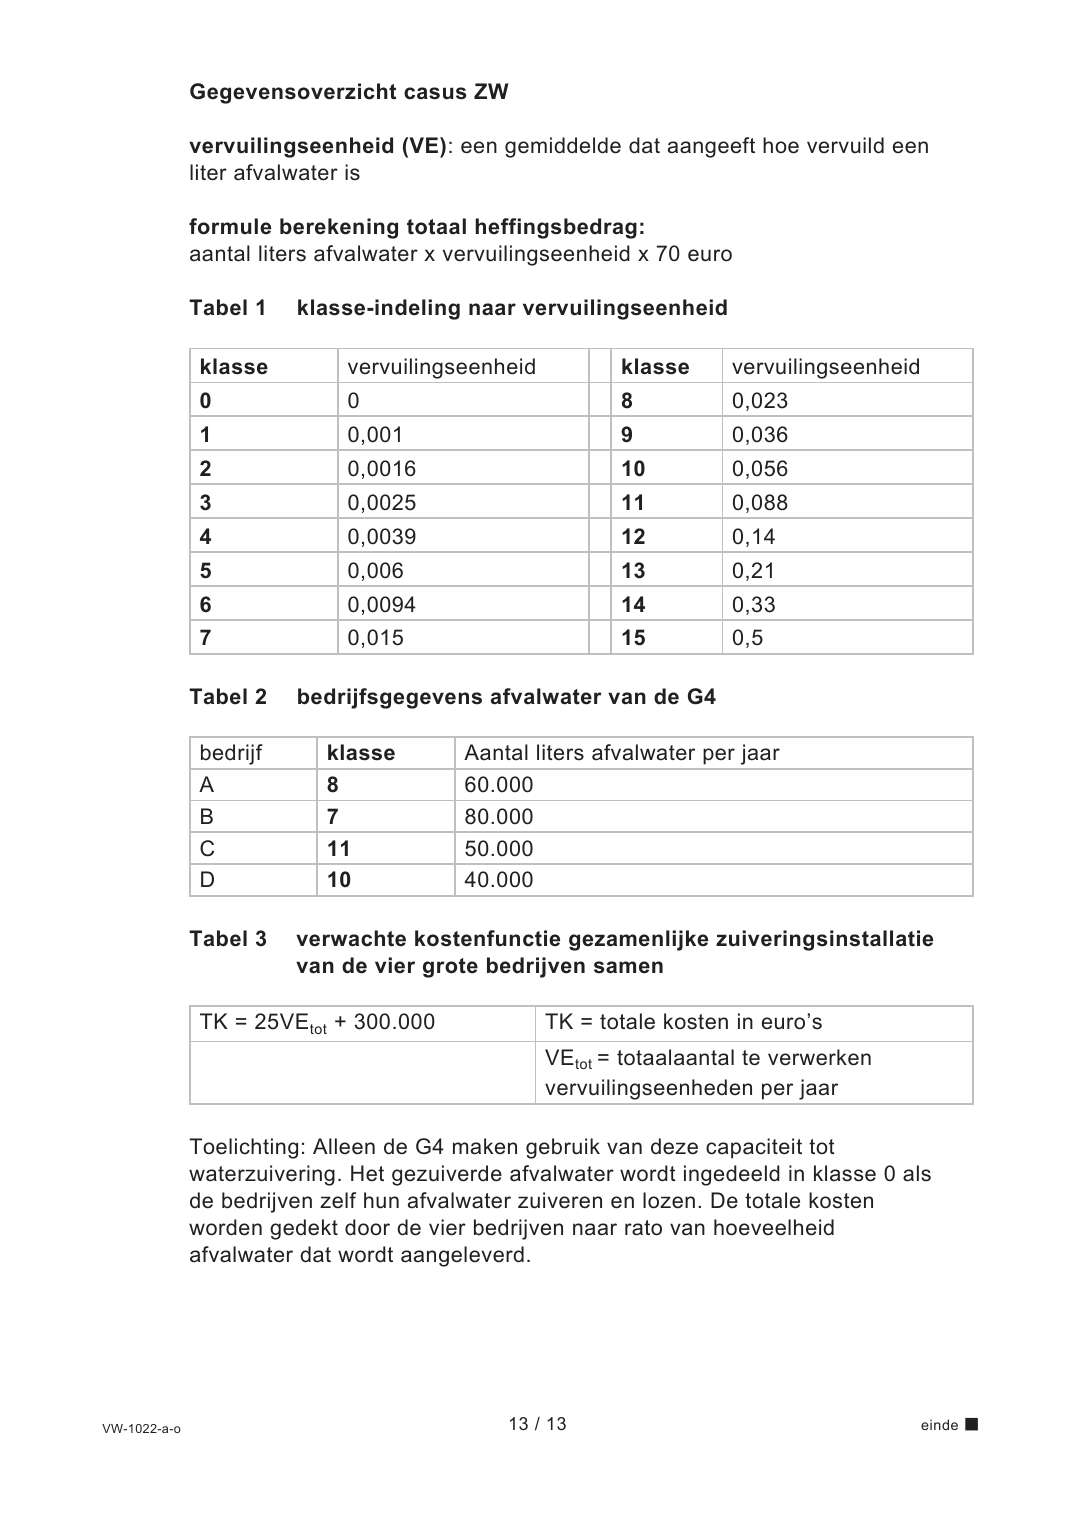 Gegevensoverzicht casus ZW
vervuilingseenheid (VE): een gemiddelde dat aangeeft hoe vervuild een
liter afvalwater is
formule berekening totaal heffingsbedrag:
aantal liters afvalwater x vervuilingseenheid x 70 euro
Tabel 1 klasse-indeling naar vervuilingseenheid
klasse vervuilingseenheid klasse vervuilingseenheid
0 0 8 0,023
1 0,001 9 0,036
2 0,0016 10 0,056
3 0,0025 11 0,088
4 0,0039 12 0,14
5 0,006 13 0,21
6 0,0094 14 0,33
7 0,015 15 0,5
Tabel 2 bedrijfsgegevens afvalwater van de G4
bedrijf klasse Aantal liters afvalwater per jaar
A 8 60.000
B 7 80.000
C 11 50.000
D 10 40.000
Tabel 3 verwachte kostenfunctie gezamenlijke zuiveringsinstallatie
van de vier grote bedrijven samen
TK = 25VEtot + 300.000 TK = totale kosten in euro’s
VEtot = totaalaantal te verwerken
vervuilingseenheden per jaar
Toelichting: Alleen de G4 maken gebruik van deze capaciteit tot
waterzuivering. Het gezuiverde afvalwater wordt ingedeeld in klasse 0 als
de bedrijven zelf hun afvalwater zuiveren en lozen. De totale kosten
worden gedekt door de vier bedrijven naar rato van hoeveelheid
afvalwater dat wordt aangeleverd.
VW-1022-a-o 13 / 13 einde ■